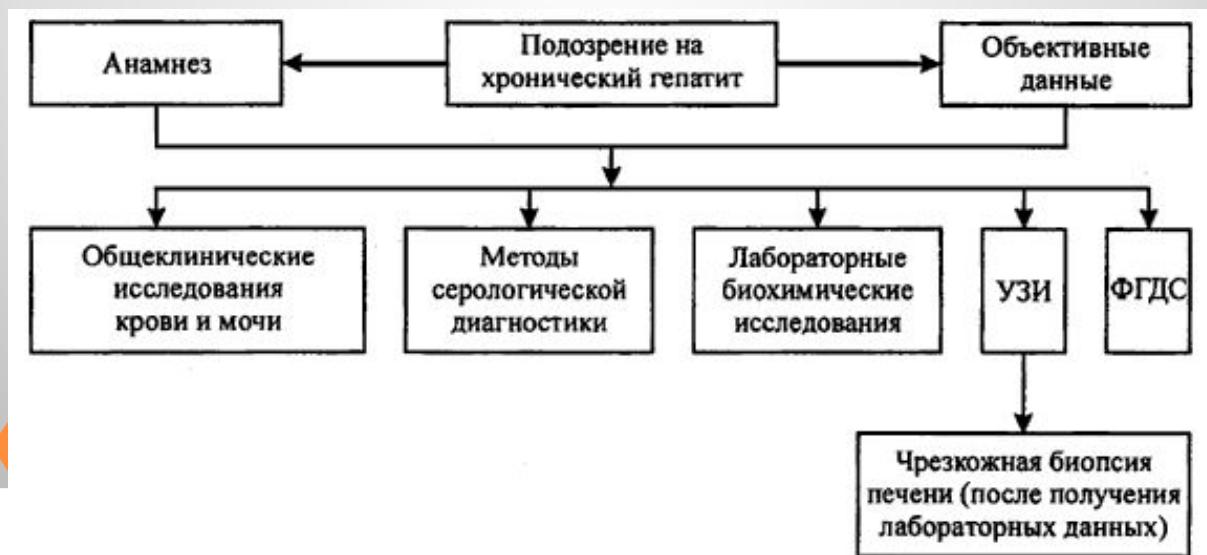 Анамнез
Подозрение на
хронический гепатит
Объективные
данные
Общеклинические
исследования
крови и мочи
Методы
серологической
диагностики
Лабораторные
биохимические
исследования
УЗИ
ФГДС
Чрезкожная биопсия
печени (после получения
лабораторных данных)